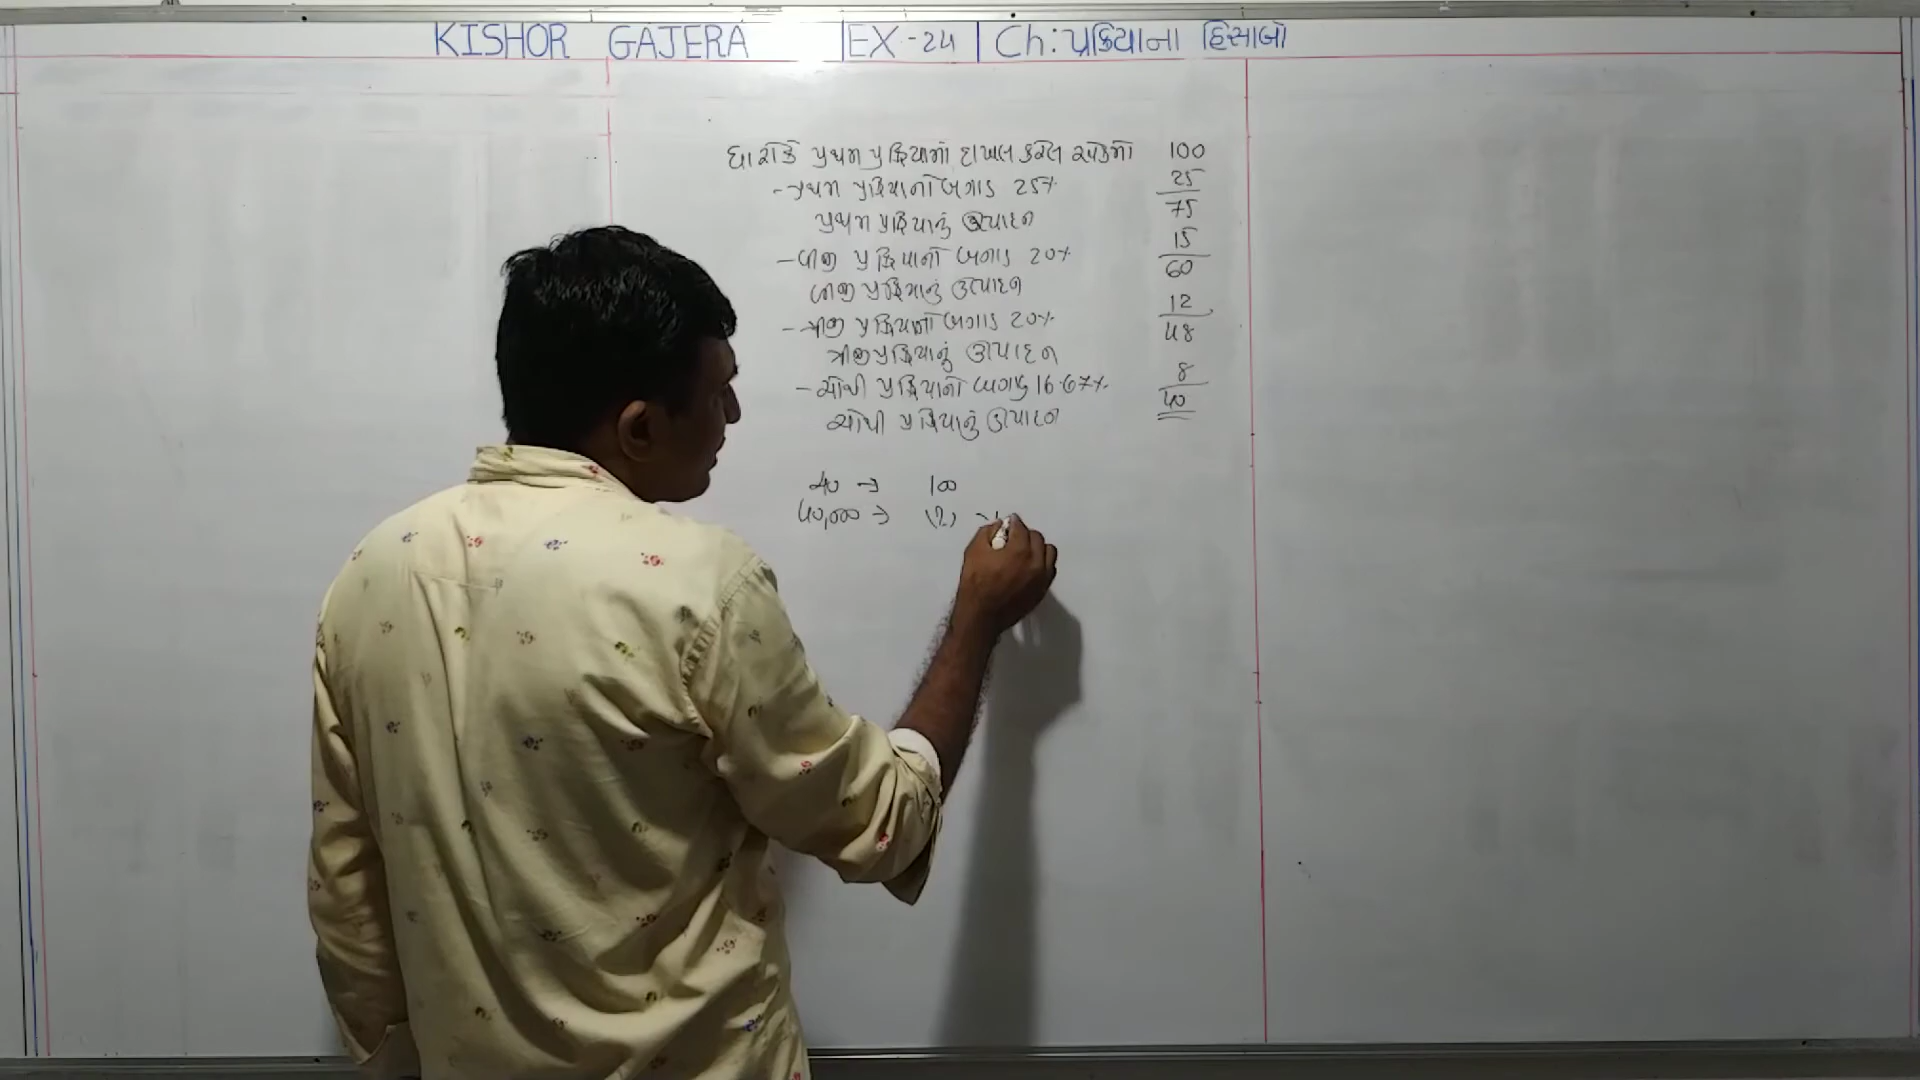 KISHOR GAJERA | EX-24 | Ch: પ્રક્રિયાના હિસાબો
ધારોકે પ્રથમ પ્રક્રિયામાં દાખલ કરેલ એકમો 100
- પ્રથમ પ્રક્રિયાનો બગાડ 25% 25
પ્રથમ પ્રક્રિયાનું ઉત્પાદન 75
- બીજી પ્રક્રિયાનો બગાડ 20% 15
બીજી પ્રક્રિયાનું ઉત્પાદન 60
- ત્રીજી પ્રક્રિયાનો બગાડ 20% 12
ત્રીજી પ્રક્રિયાનું ઉત્પાદન 48
- ચોથી પ્રક્રિયાનો બગાડ 16.67% 8
ચોથી પ્રક્રિયાનું ઉત્પાદન 40
40 → 100
40,000 → (?)